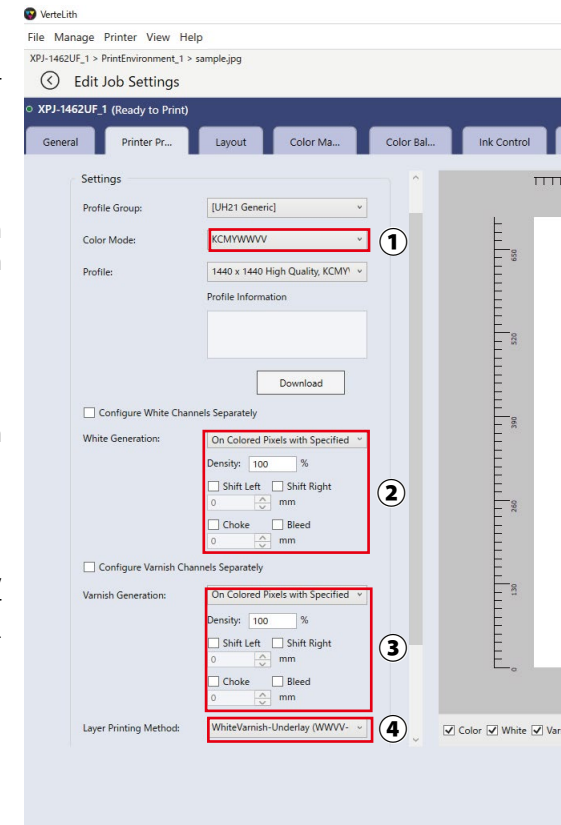 VerteLith
File Manage Printer View Help
XPJ-1462UF_1 > PrintEnvironment_1 > sample.jpg
Edit Job Settings
XPJ-1462UF_1 (Ready to Print)
General Printer Pr... Layout Color Ma... Color Bal... Ink Control
Settings
Profile Group: [UH21 Generic]
Color Mode: KCMYWWVV ①
Profile: 1440 x 1440 High Quality, KCMY
Profile Information
Download
Configure White Channels Separately
White Generation: On Colored Pixels with Specified
Density: 100 %
Shift Left Shift Right
0 mm
②
Choke Bleed
0 mm
Configure Varnish Channels Separately
Varnish Generation: On Colored Pixels with Specified
Density: 100 %
Shift Left Shift Right
0 mm
③
Choke Bleed
0 mm
Layer Printing Method: WhiteVarnish-Underlay (WWVV- ④
650
520
390
260
130
0
Color White Var